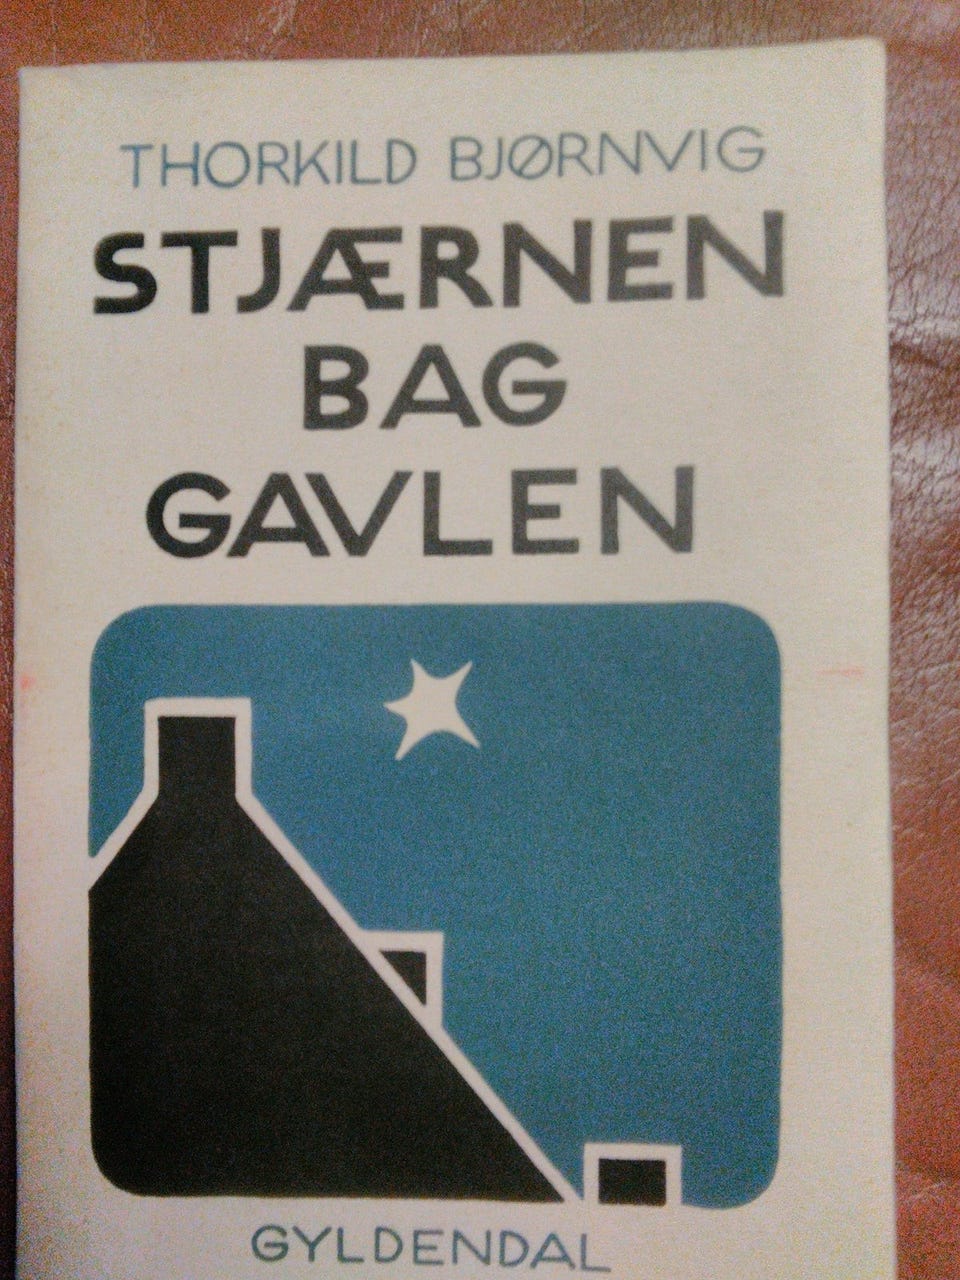 THORKILD BJØRNVIG
STJÆRNEN
BAG
GAVLEN
GYLDENDAL